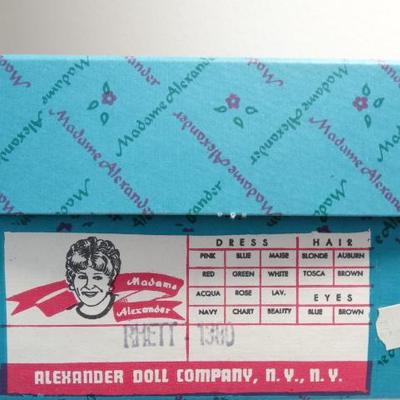 Madame Alexander
Madame Alexander
Madame Alexander
Madame Alexander
DRESS HAIR
PINK BLUE MAISE BLONDE AUBURN
RED GREEN WHITE TOSCA BROWN
ACQUA ROSE LAV. EYES
NAVY CHART BEAUTY BLUE BROWN
Madame
Alexander
RHETT - 1380
ALEXANDER DOLL COMPANY, N.Y., N.Y.